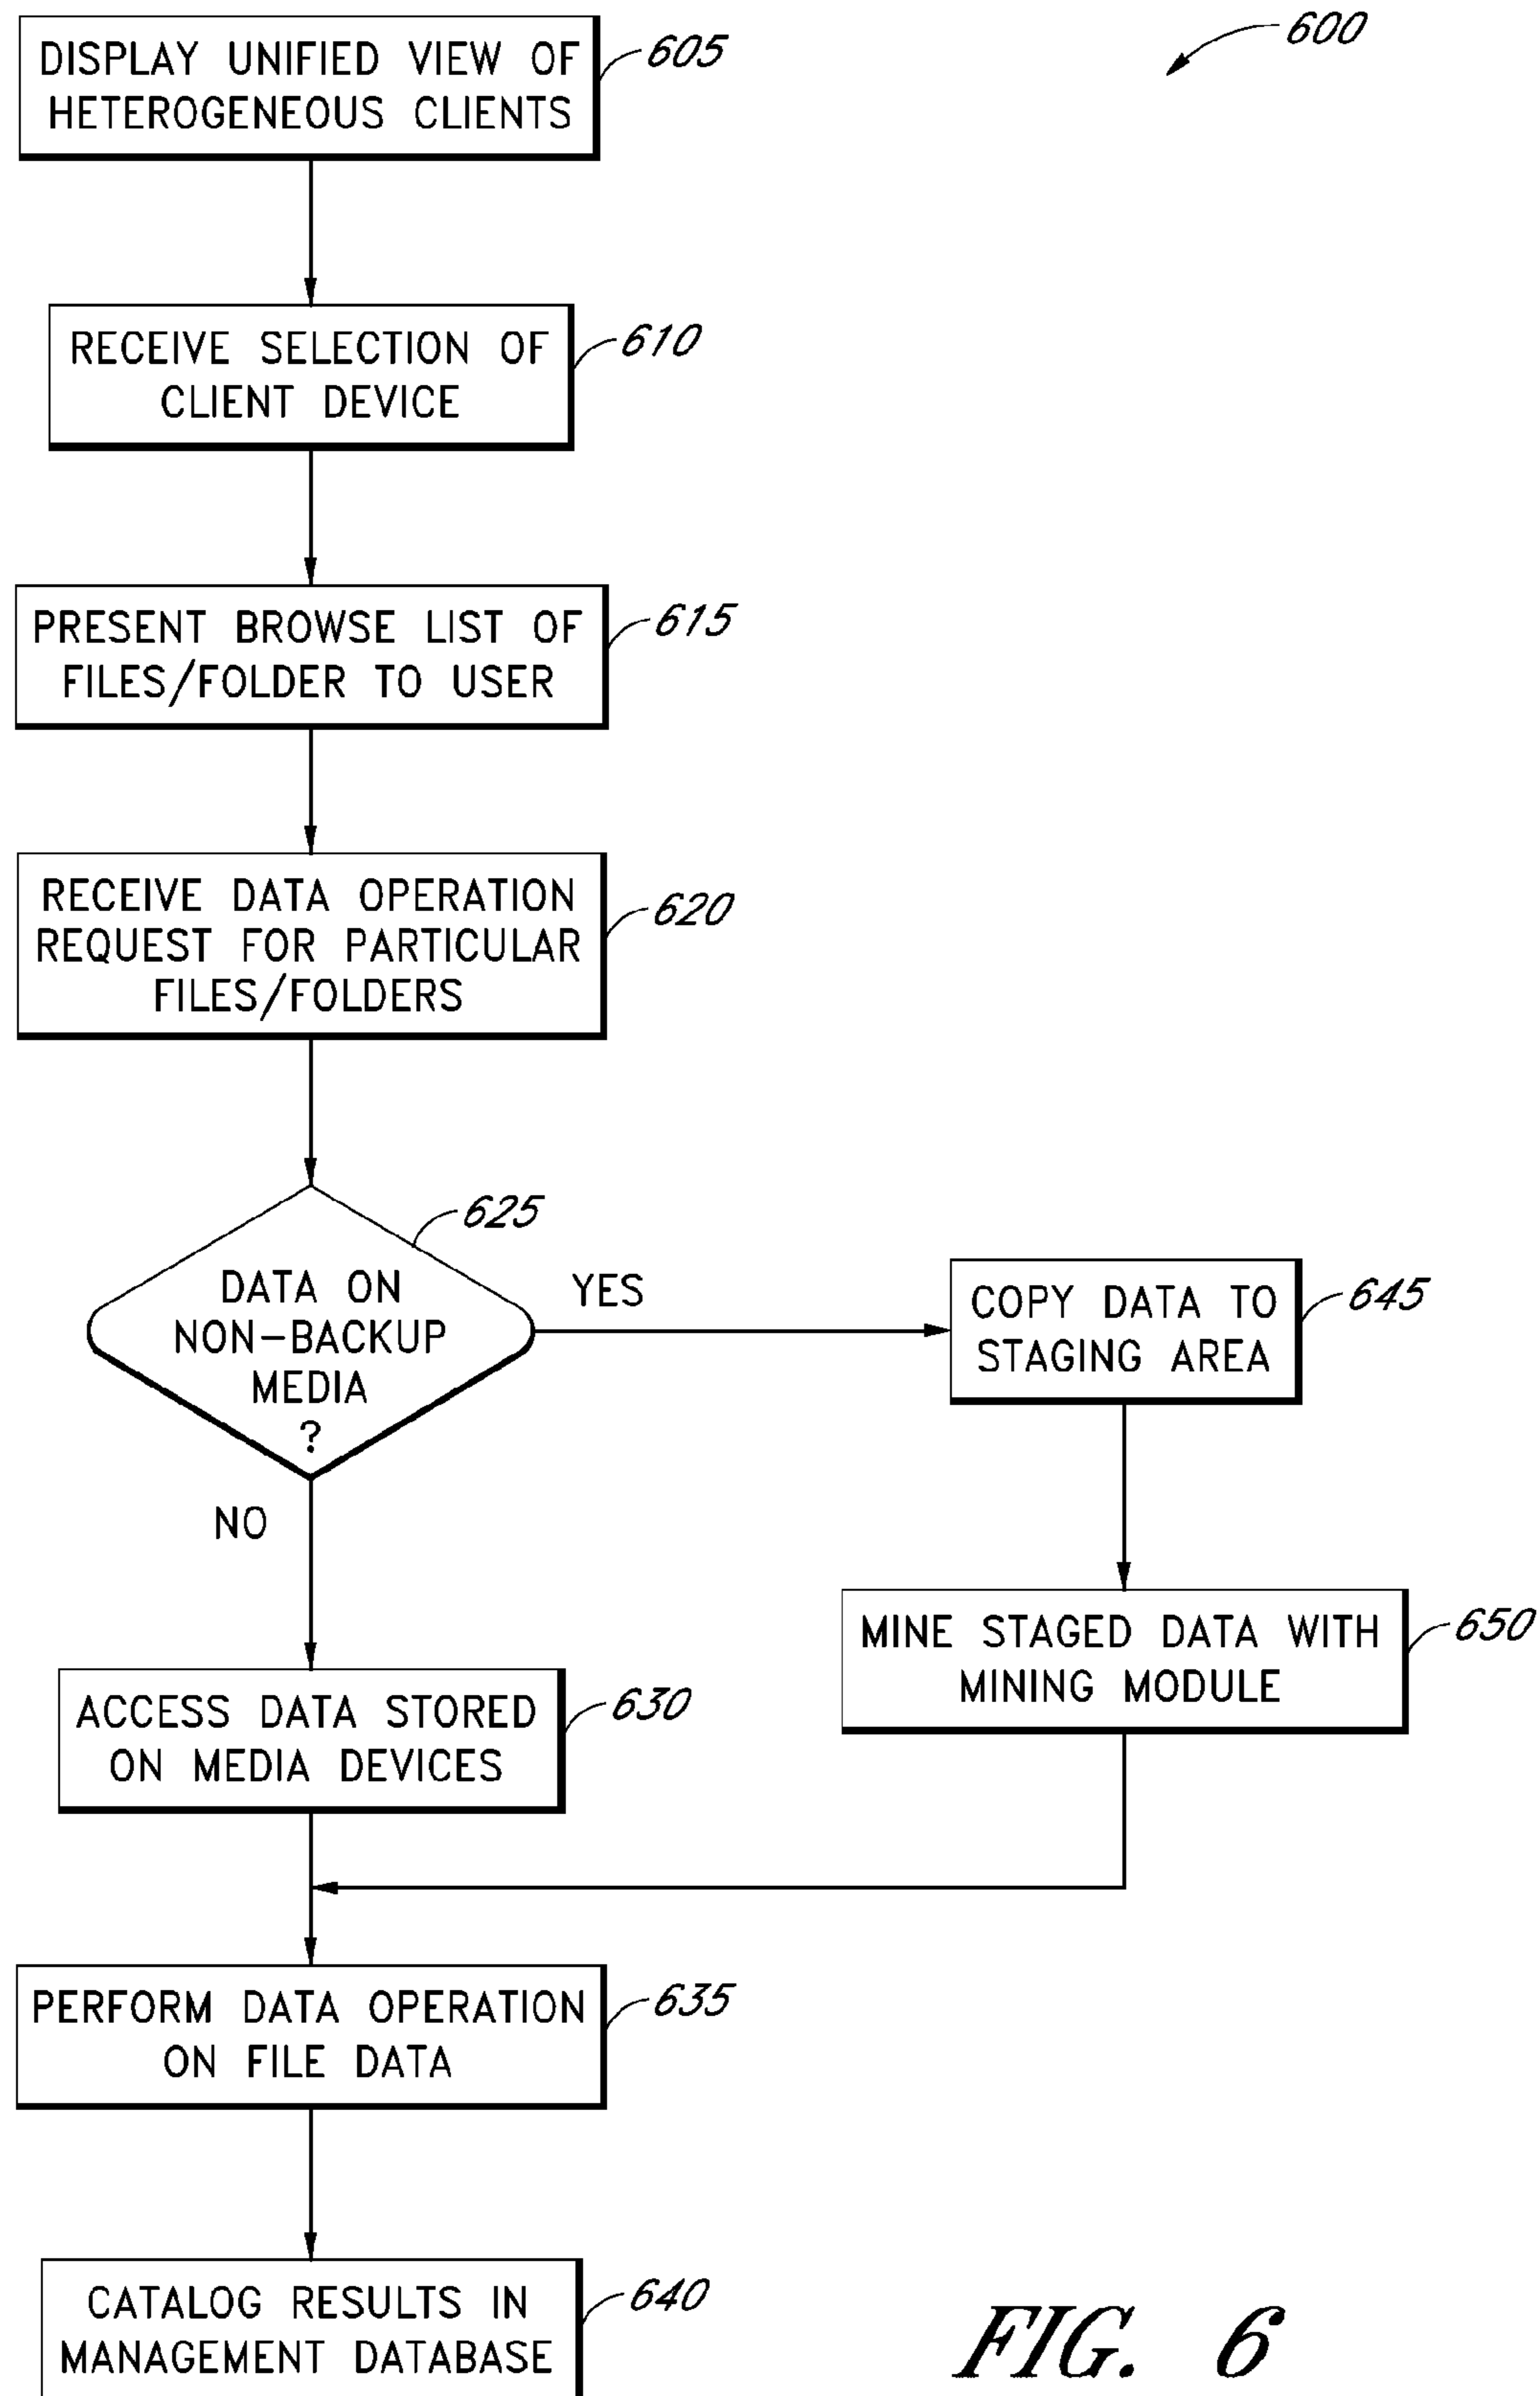 600
DISPLAY UNIFIED VIEW OF
HETEROGENEOUS CLIENTS
605
RECEIVE SELECTION OF
CLIENT DEVICE
610
PRESENT BROWSE LIST OF
FILES/FOLDER TO USER
615
RECEIVE DATA OPERATION
REQUEST FOR PARTICULAR
FILES/FOLDERS
620
625
DATA ON
NON-BACKUP
MEDIA
?
YES
NO
COPY DATA TO
STAGING AREA
645
MINE STAGED DATA WITH
MINING MODULE
650
ACCESS DATA STORED
ON MEDIA DEVICES
630
PERFORM DATA OPERATION
ON FILE DATA
635
CATALOG RESULTS IN
MANAGEMENT DATABASE
640
FIG. 6